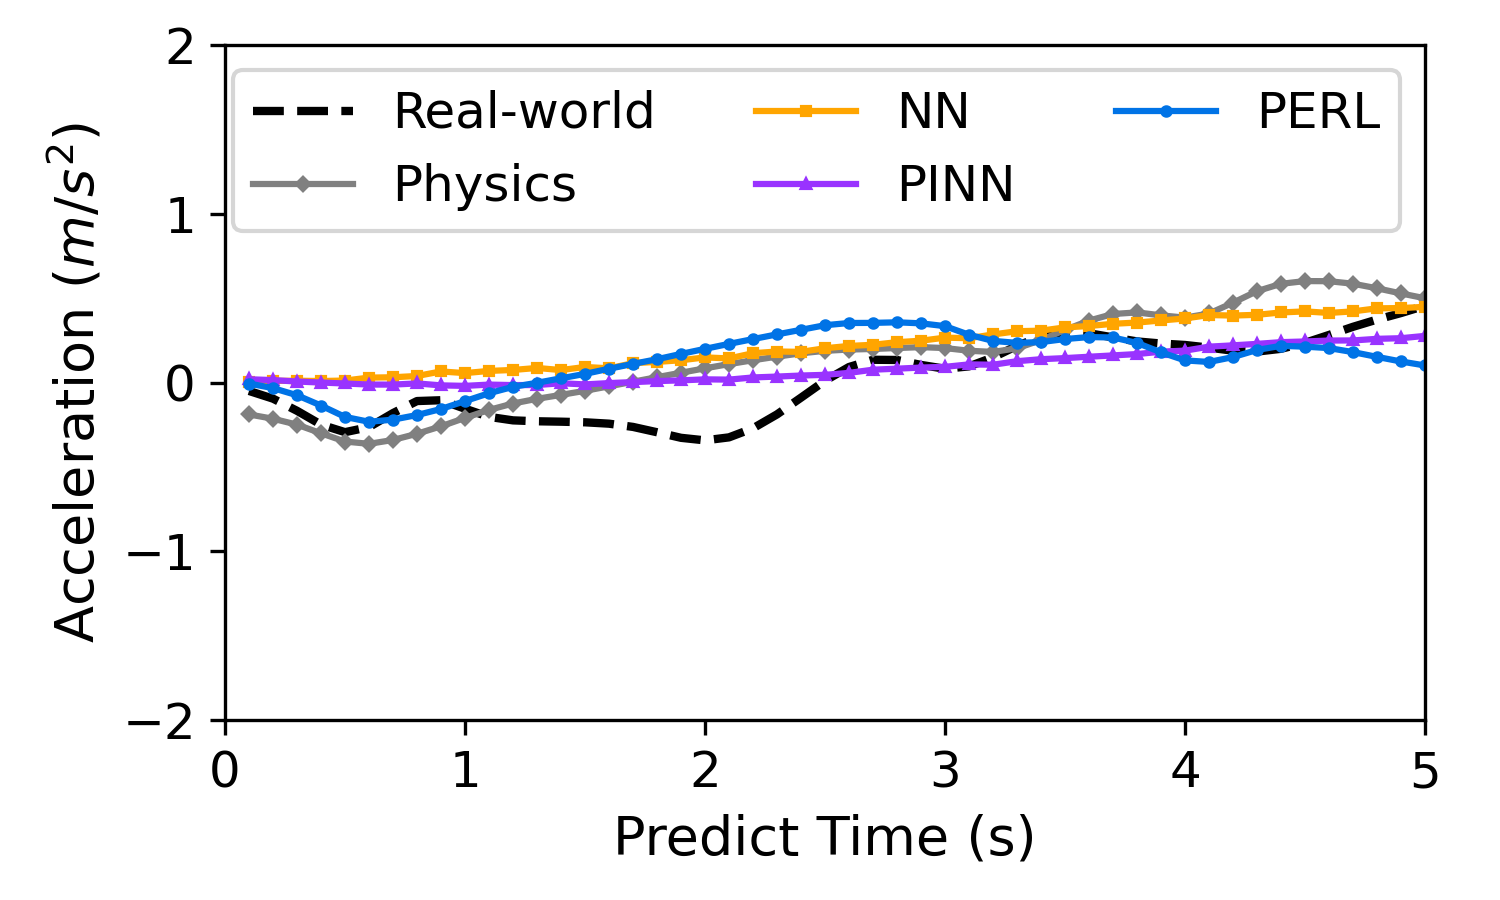 2
1
0
−1
−2
Acceleration (m/s²)
Real-world
Physics
NN
PINN
PERL
0 1 2 3 4 5
Predict Time (s)